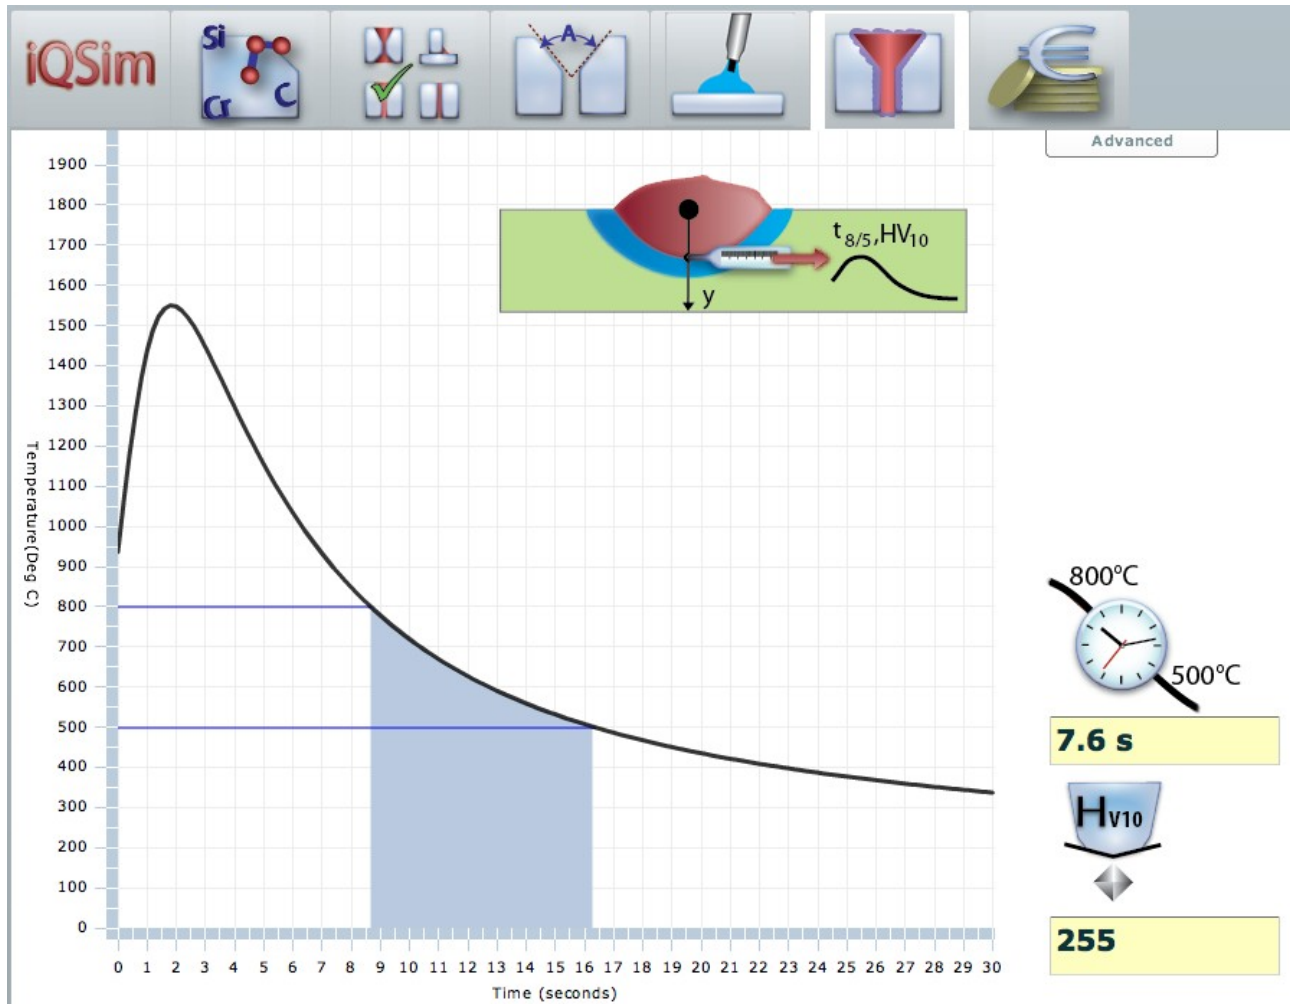 iQSim
Si
Cr
C
A
€
Advanced
1900
1800
1700
1600
1500
1400
1300
1200
1100
1000
900
800
700
600
500
400
300
200
100
0
Temperature(Deg C)
t8/5,HV10
y
0 1 2 3 4 5 6 7 8 9 10 11 12 13 14 15 16 17 18 19 20 21 22 23 24 25 26 27 28 29 30
Time (seconds)
800°C
500°C
7.6 s
HV10
255